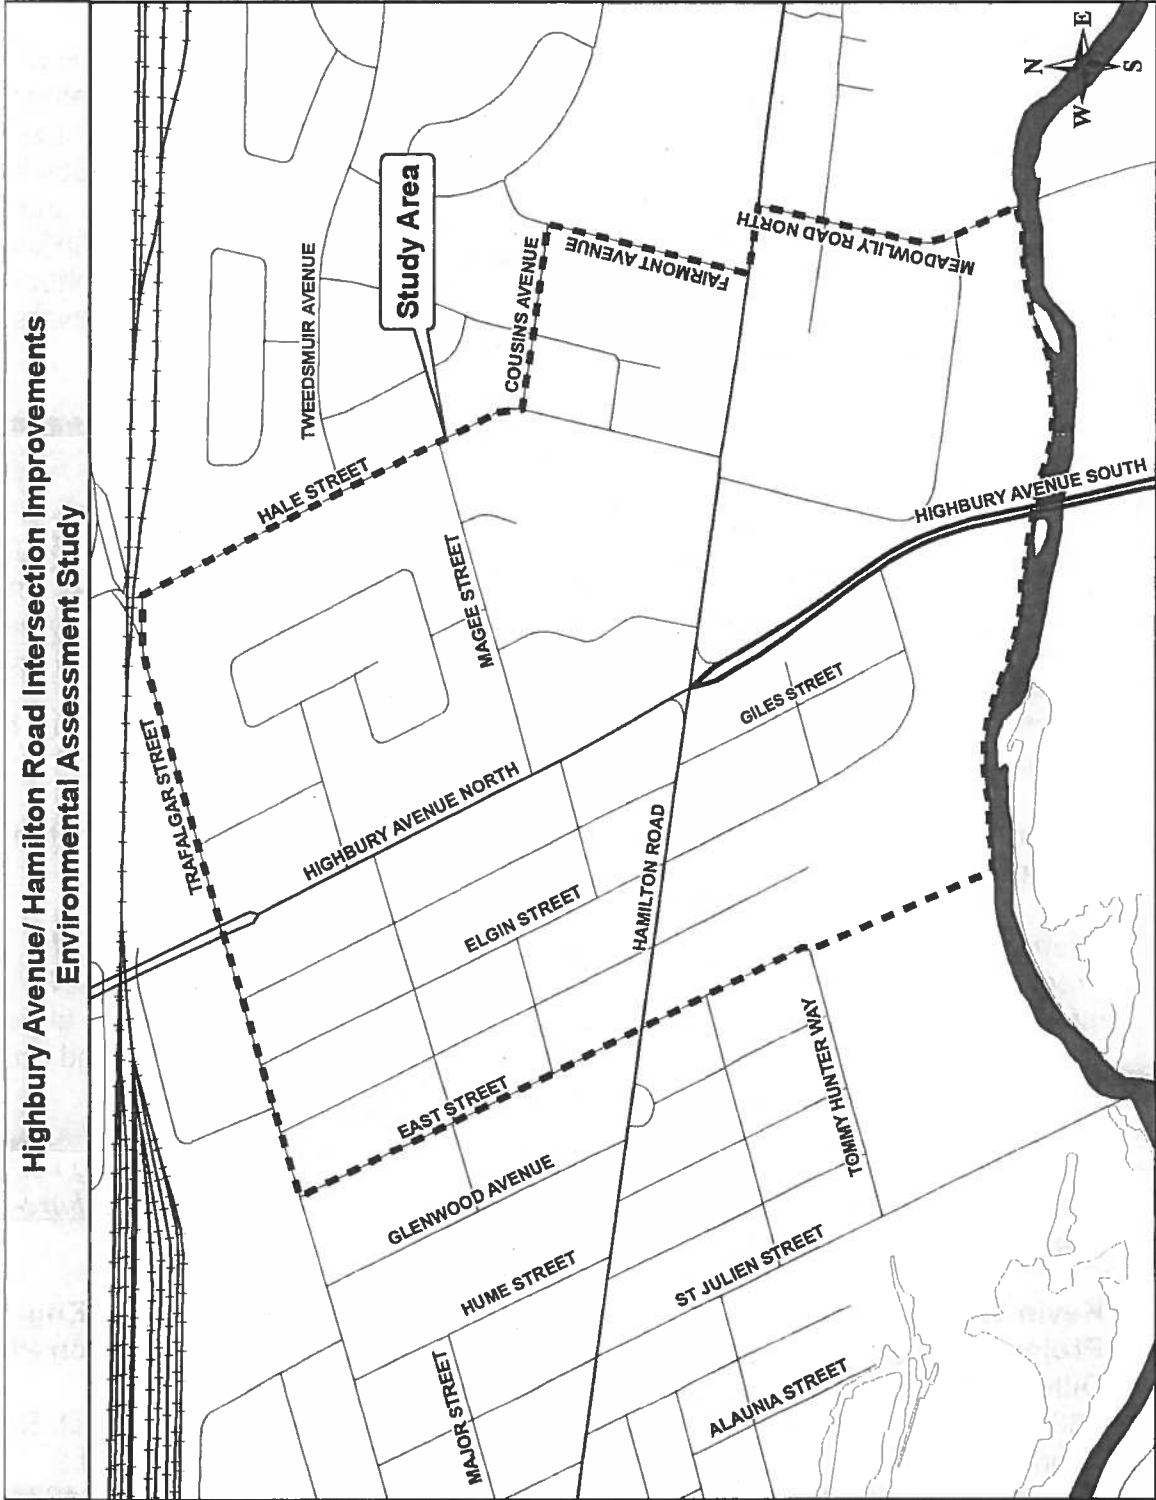 Highbury Avenue/ Hamilton Road Intersection Improvements
Environmental Assessment Study
TRAFALGAR STREET
HALE STREET
TWEEDSMUIR AVENUE
Study Area
COUSINS AVENUE
FAIRMONT AVENUE
MEADOWLILY ROAD NORTH
MAGEE STREET
HIGHBURY AVENUE NORTH
HIGHBURY AVENUE SOUTH
GILES STREET
ELGIN STREET
HAMILTON ROAD
EAST STREET
GLENWOOD AVENUE
TOMMY HUNTER WAY
HUME STREET
ST JULIEN STREET
MAJOR STREET
ALAUNIA STREET
N
E
S
W